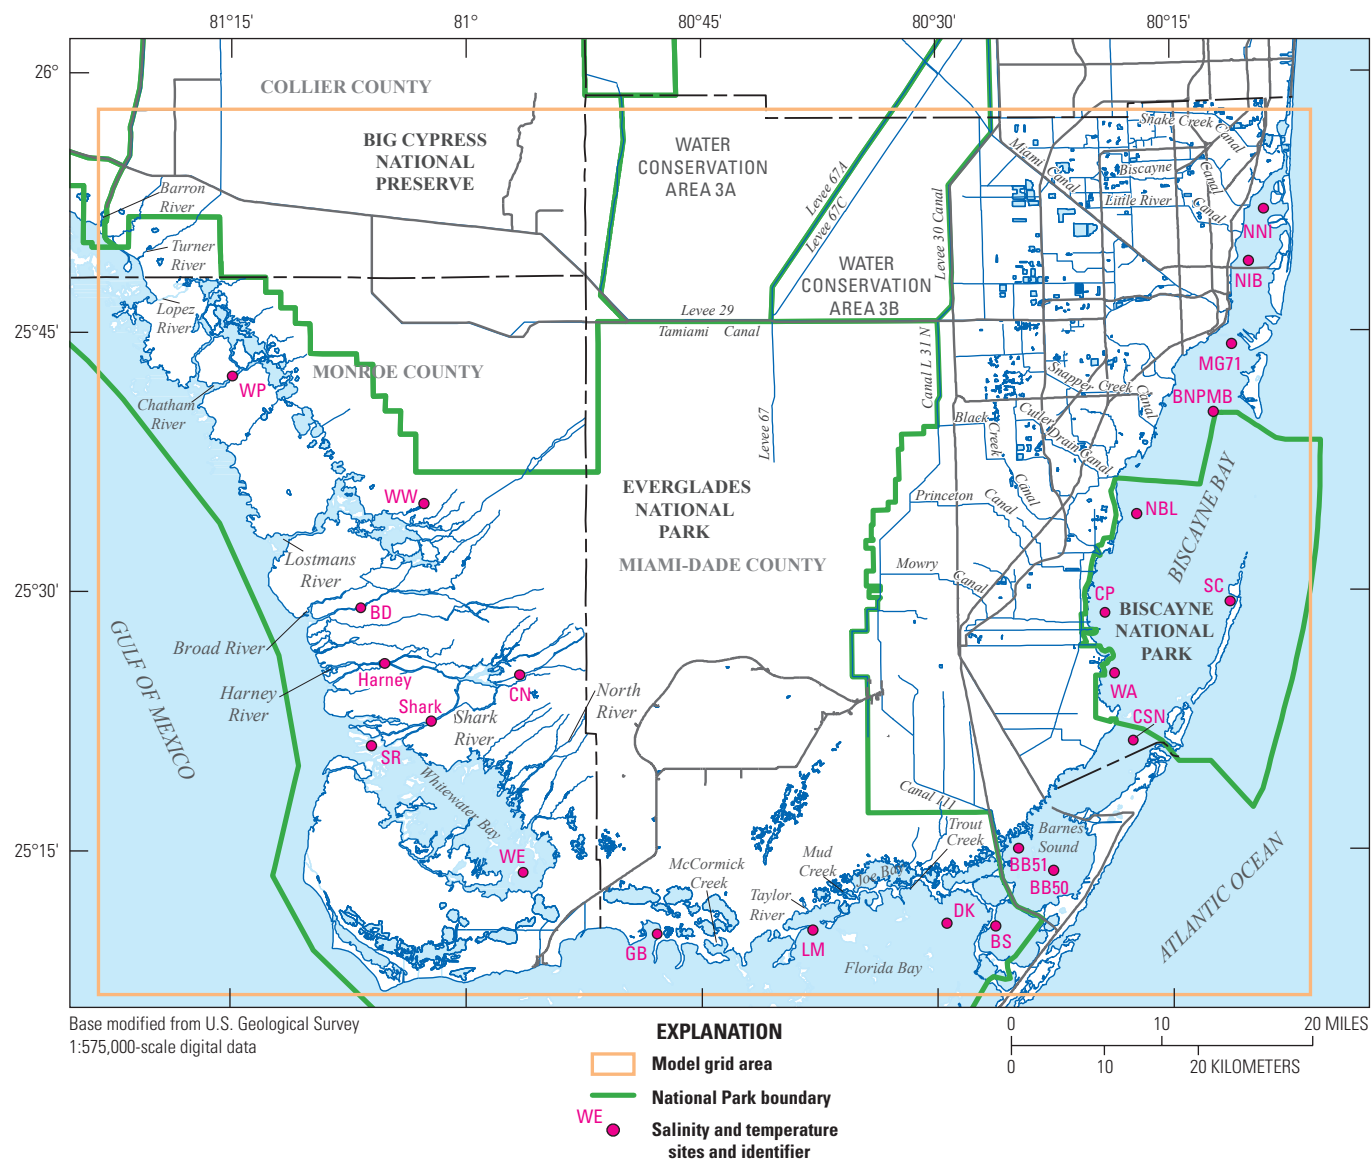 81°15'
81°
80°45'
80°30'
80°15'
26°
25°45'
25°30'
25°15'
COLLIER COUNTY
BIG CYPRESS
NATIONAL
PRESERVE
WATER
CONSERVATION
AREA 3A
Levee 67A
Levee 67C
Levee 30 Canal
WATER
CONSERVATION
AREA 3B
Miami Canal
Snake Creek Canal
Biscayne
Canal
Little River
Canal
NNI
NIB
Barron
River
Turner
River
Lopez
River
Levee 29
Tamiami Canal
MONROE COUNTY
WP
Chatham
River
Levee 67
Canal L 31 N
MG71
Snapper Creek Canal
BNPMB
Black
Creek
Canal
Cutler
Drain Canal
WW
EVERGLADES
NATIONAL
PARK
MIAMI-DADE COUNTY
Princeton
Canal
NBL
BISCAYNE BAY
Lostmans
River
Mowry
Canal
CP
SC
BISCAYNE
NATIONAL
PARK
BD
Broad River
GULF OF MEXICO
Harney
Harney
River
CN
North
River
Shark
Shark
River
SR
WA
CSN
Whitewater Bay
WE
Canal 111
Trout
Creek
Barnes
Sound
BB51
BB50
McCormick
Creek
Mud
Creek
Joe Bay
Taylor
River
DK
BS
GB
LM
Florida Bay
ATLANTIC OCEAN
Base modified from U.S. Geological Survey
1:575,000-scale digital data
EXPLANATION
Model grid area
National Park boundary
WE
Salinity and temperature
sites and identifier
0 10 20 MILES
0 10 20 KILOMETERS